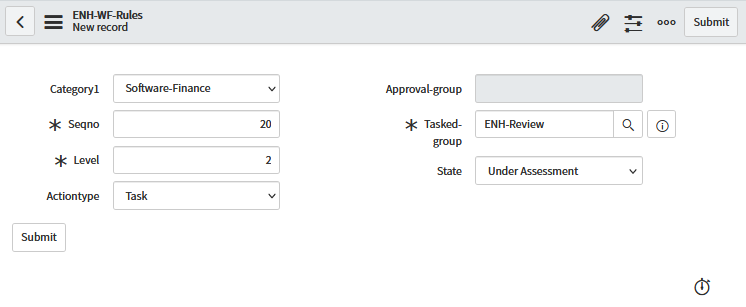 ENH-WF-Rules
New record
Submit
Category1 Software-Finance Approval-group
Seqno 20 Tasked-group ENH-Review
Level 2
State Under Assessment
Actiontype Task
Submit